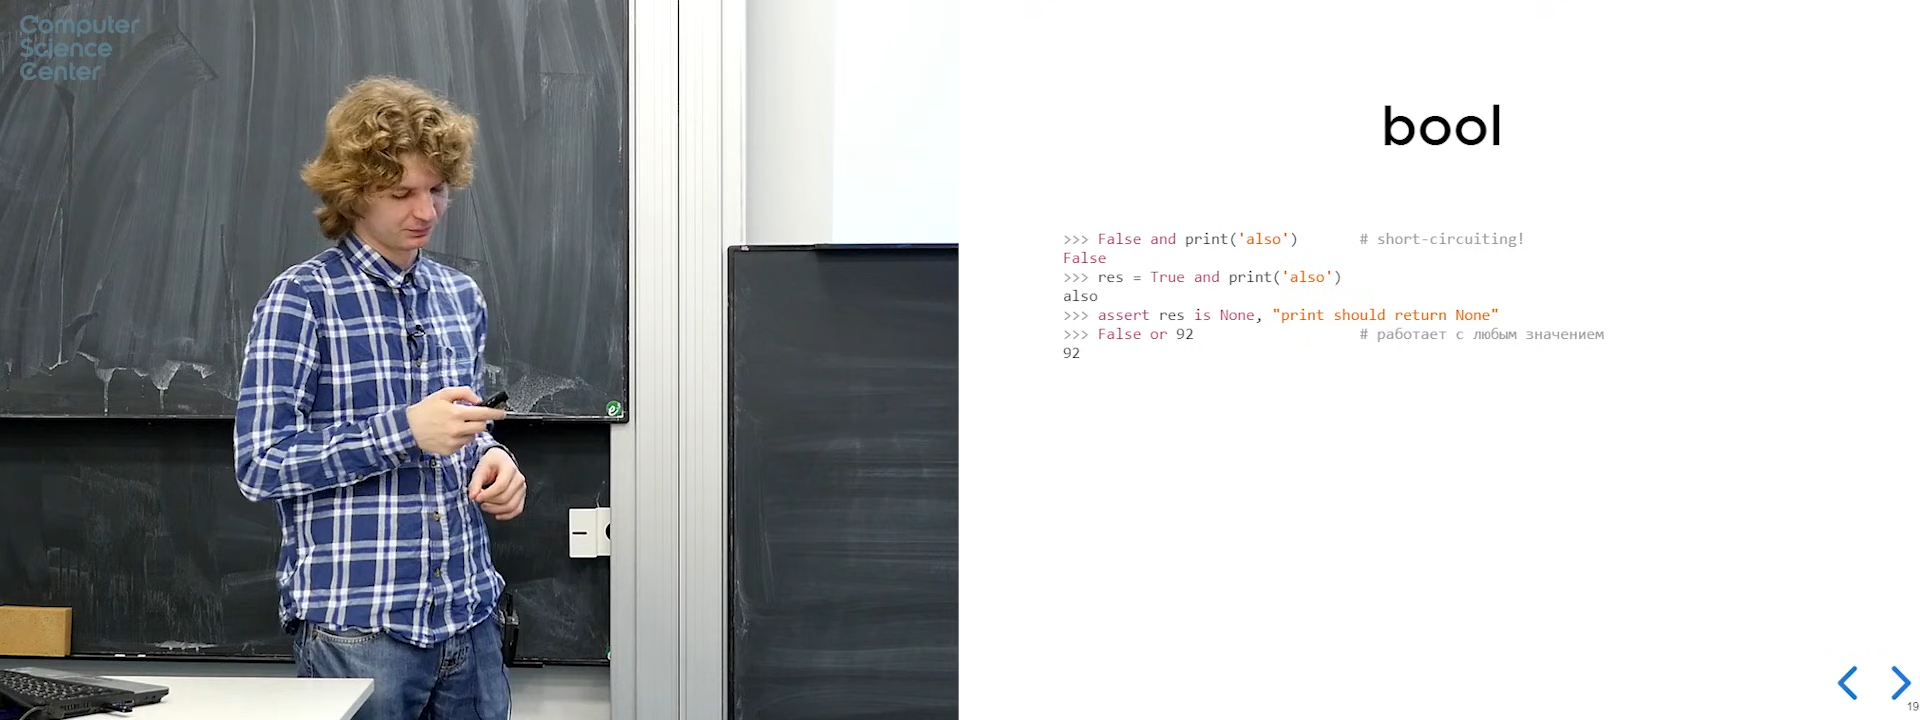 Computer
Science
Center
bool
>>> False and print('also')       # short-circuiting!
False
>>> res = True and print('also')
also
>>> assert res is None, "print should return None"
>>> False or 92                   # работает с любым значением
92
19